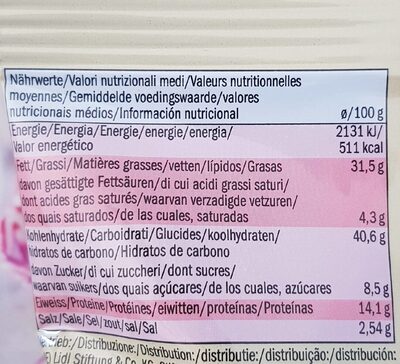 Nährwerte/Valori nutrizionali medi/Valeurs nutritionnelles
moyennes/Gemiddelde voedingswaarde/valores
nutricionais médios/Información nutricional ø/100 g
Energie/Energia/Energie/energie/energia/ 2131 kJ/
Valor energético 511 kcal
Fett/Grassi/Matières grasses/vetten/lípidos/Grasas 31,5 g
davon gesättigte Fettsäuren/di cui acidi grassi saturi/
dont acides gras saturés/waarvan verzadigde vetzuren/
dos quais saturados/de las cuales, saturadas 4,3 g
Kohlenhydrate/Carboidrati/Glucides/koolhydraten/ 40,6 g
hidratos de carbono/Hidratos de carbono
davon Zucker/di cui zuccheri/dont sucres/
waarvan suikers/dos quais açúcares/de los cuales, azúcares 8,5 g
Eiweiss/Proteine/Protéines/eiwitten/proteínas/Proteínas 14,1 g
Salz/Sale/Sel/zout/sal/Sal 2,54 g
Distribuzione:/Distribution:/distributie:/distribuição:/distribución:
Lidl Stiftung & Co. KG